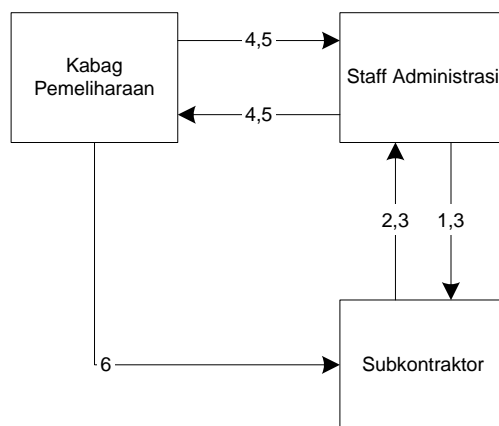 4,5
Kabag
Pemeliharaan
Staff Administrasi
4,5
2,3
1,3
6
Subkontraktor